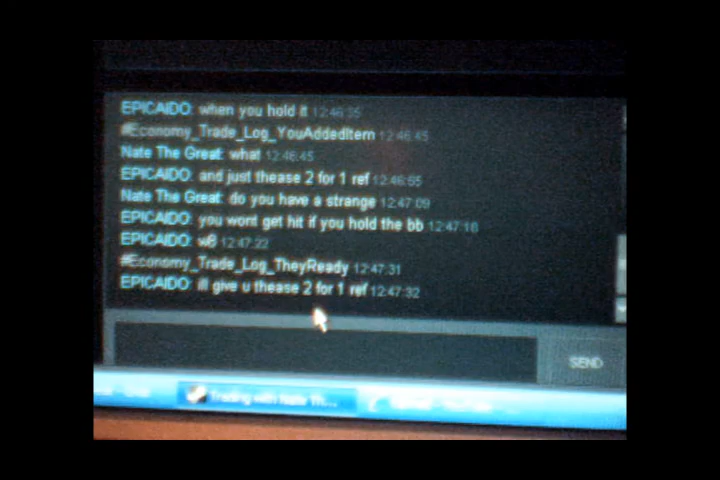 EPICAIDO: when you hold it 12:46:35
#Economy_Trade_Log_YouAddedItem 12:46:45
Nate The Great: what 12:46:45
EPICAIDO: and just thease 2 for 1 ref 12:46:55
Nate The Great: do you have a strange 12:47:09
EPICAIDO: you wont get hit if you hold the bb 12:47:16
EPICAIDO: w8 12:47:22
#Economy_Trade_Log_TheyReady 12:47:31
EPICAIDO: ill give u thease 2 for 1 ref 12:47:32
SEND
Trading with Nate Th...